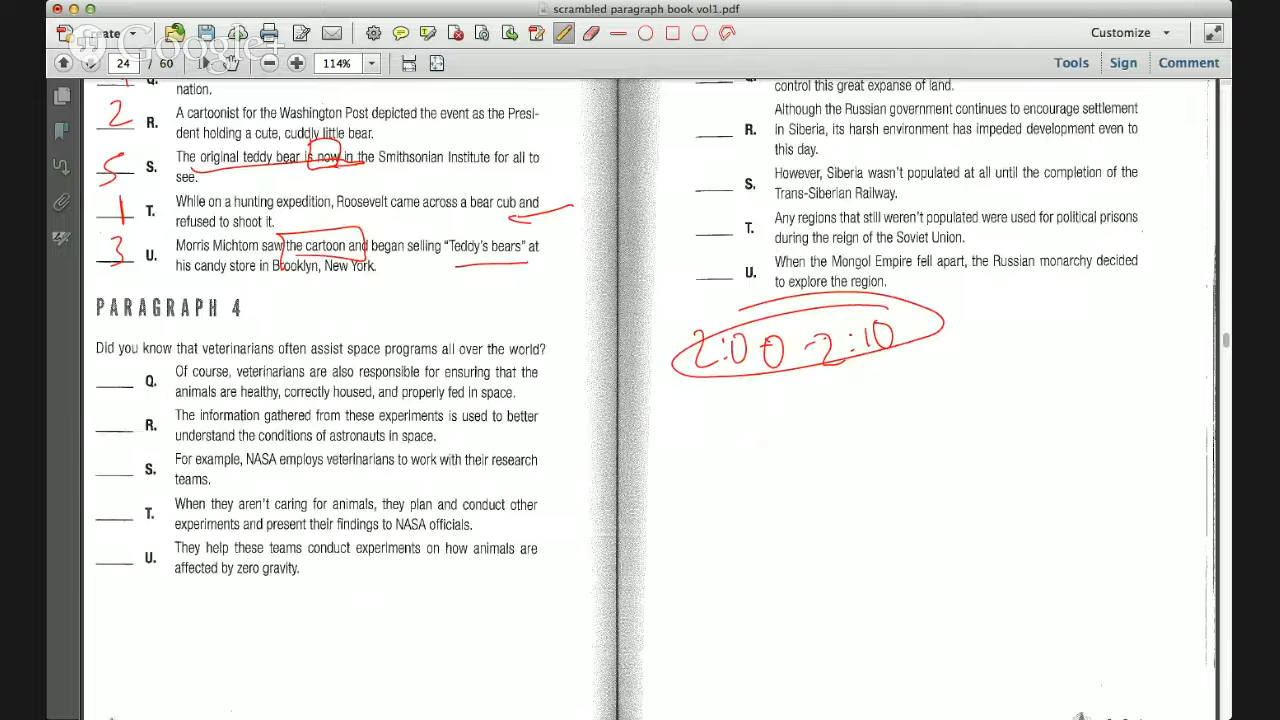 scrambled paragraph book vol1.pdf
Create
Google+
Customize
24 / 60
114%
Tools
Sign
Comment
4
Q.
nation.
2
R.
A cartoonist for the Washington Post depicted the event as the Presi-
dent holding a cute, cuddly little bear.
5
S.
The original teddy bear is now in the Smithsonian Institute for all to
see.
1
T.
While on a hunting expedition, Roosevelt came across a bear cub and
refused to shoot it.
3
U.
Morris Michtom saw the cartoon and began selling “Teddy’s bears” at
his candy store in Brooklyn, New York.
PARAGRAPH 4
Did you know that veterinarians often assist space programs all over the world?
Q.
Of course, veterinarians are also responsible for ensuring that the
animals are healthy, correctly housed, and properly fed in space.
R.
The information gathered from these experiments is used to better
understand the conditions of astronauts in space.
S.
For example, NASA employs veterinarians to work with their research
teams.
T.
When they aren’t caring for animals, they plan and conduct other
experiments and present their findings to NASA officials.
U.
They help these teams conduct experiments on how animals are
affected by zero gravity.
control this great expanse of land.
R.
Although the Russian government continues to encourage settlement
in Siberia, its harsh environment has impeded development even to
this day.
S.
However, Siberia wasn’t populated at all until the completion of the
Trans-Siberian Railway.
T.
Any regions that still weren’t populated were used for political prisons
during the reign of the Soviet Union.
U.
When the Mongol Empire fell apart, the Russian monarchy decided
to explore the region.
2:00 - 2:10